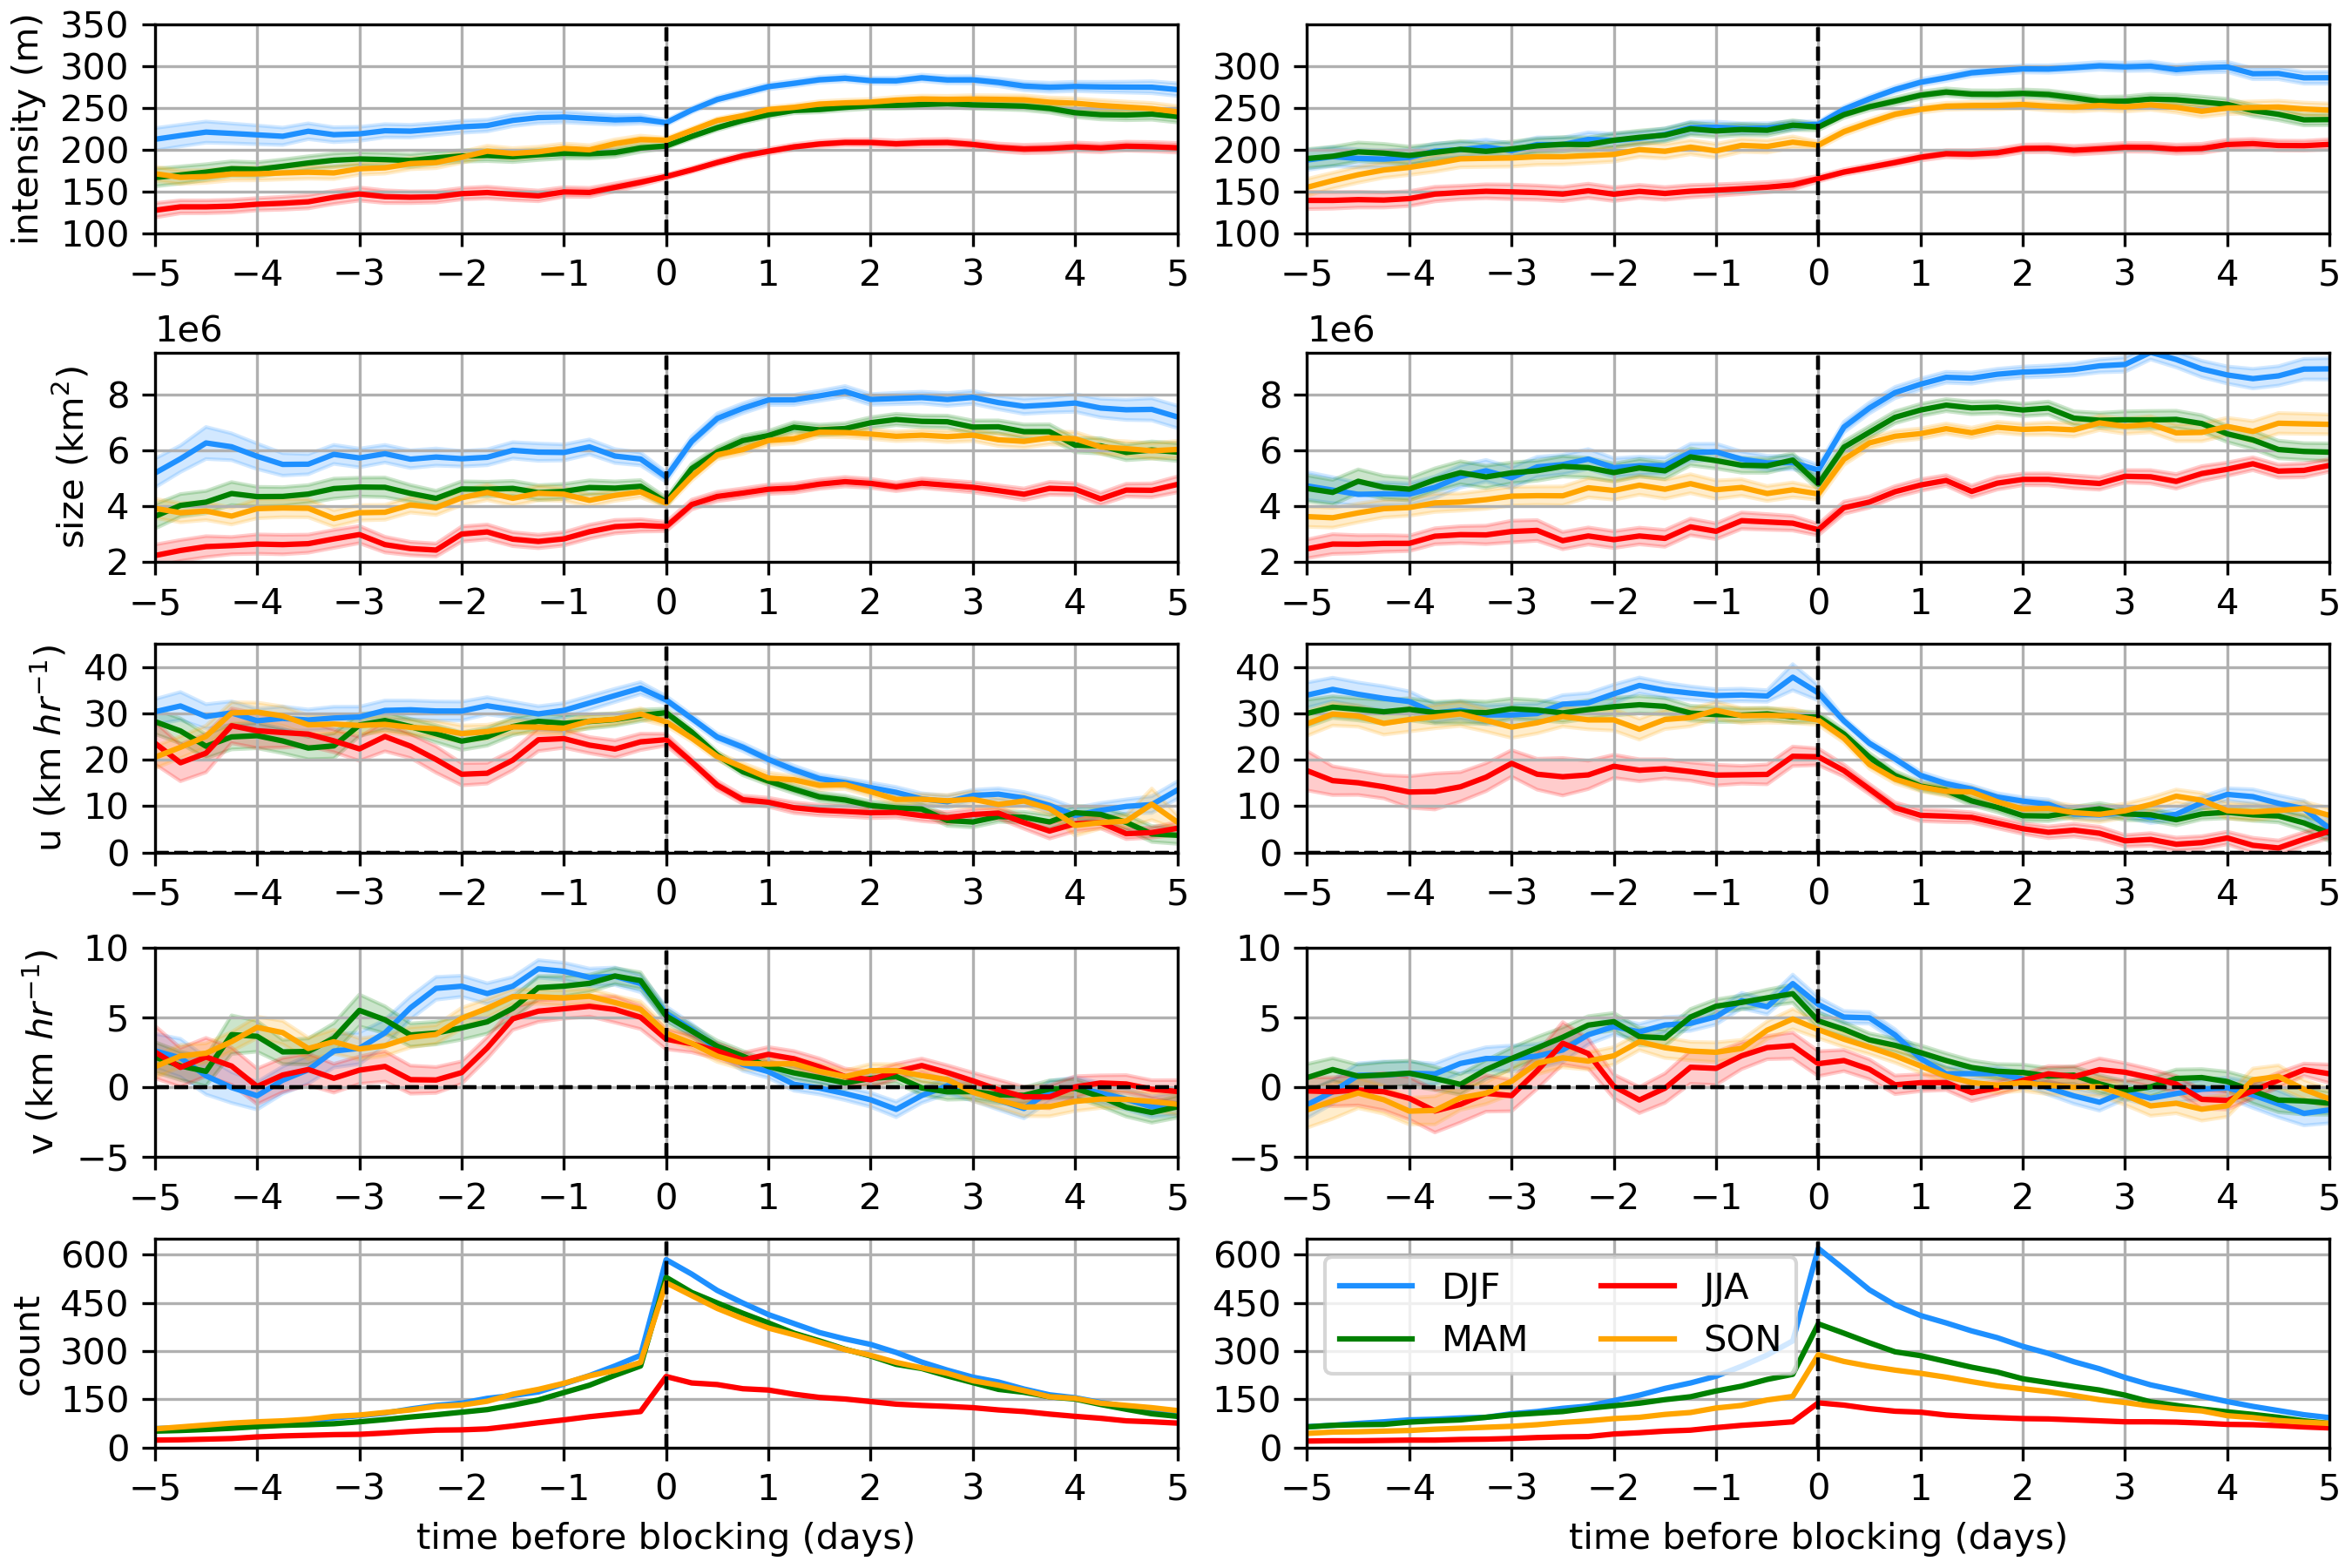 intensity (m)
350
300
250
200
150
100
−5 −4 −3 −2 −1 0 1 2 3 4 5
300
250
200
150
100
−5 −4 −3 −2 −1 0 1 2 3 4 5
1e6
size (km²)
8
6
4
2
−5 −4 −3 −2 −1 0 1 2 3 4 5
1e6
8
6
4
2
−5 −4 −3 −2 −1 0 1 2 3 4 5
u (km hr⁻¹)
40
30
20
10
0
−5 −4 −3 −2 −1 0 1 2 3 4 5
40
30
20
10
0
−5 −4 −3 −2 −1 0 1 2 3 4 5
v (km hr⁻¹)
10
5
0
−5
−5 −4 −3 −2 −1 0 1 2 3 4 5
10
5
0
−5
−5 −4 −3 −2 −1 0 1 2 3 4 5
count
600
450
300
150
0
−5 −4 −3 −2 −1 0 1 2 3 4 5
time before blocking (days)
600
450
300
150
0
DJF JJA
MAM SON
−5 −4 −3 −2 −1 0 1 2 3 4 5
time before blocking (days)